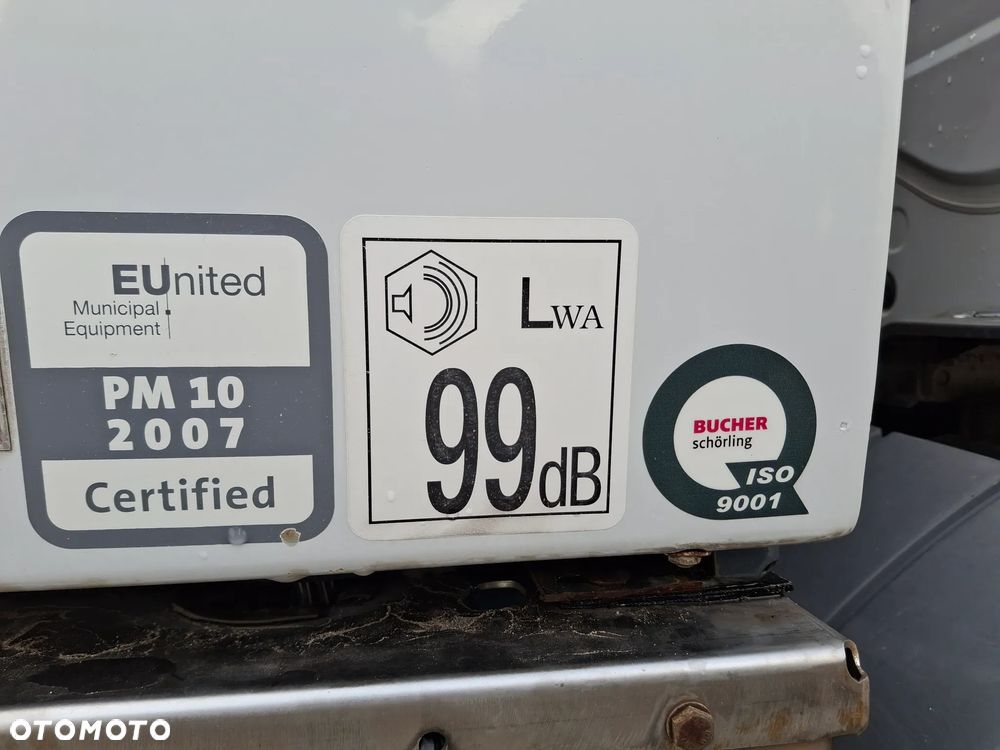 EUnited
Municipal
Equipment
PM 10
2007
Certified
LWA
99dB
BUCHER
schörling
ISO
9001
OTOMOTO